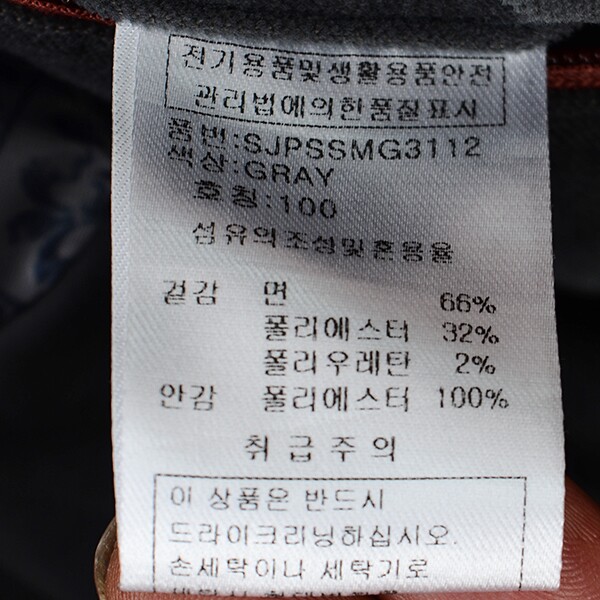 전기용품및생활용품안전
관리법에의한품질표시
품번:SJPSSMG3112
색상:GRAY
호칭:100
섬유의조성및혼용율
겉감 면 66%
폴리에스터 32%
폴리우레탄 2%
안감 폴리에스터 100%
취급주의
이 상품은 반드시
드라이크리닝하십시오.
손세탁이나 세탁기로